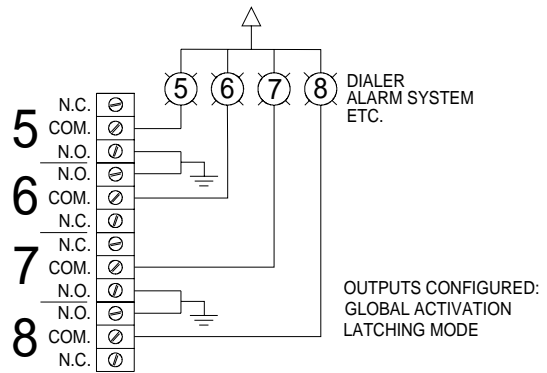 5 6 7 8
DIALER
ALARM SYSTEM
ETC.
5
N.C.
COM.
N.O.
6
N.O.
COM.
N.C.
7
N.C.
COM.
N.O.
8
N.O.
COM.
N.C.
OUTPUTS CONFIGURED:
GLOBAL ACTIVATION
LATCHING MODE